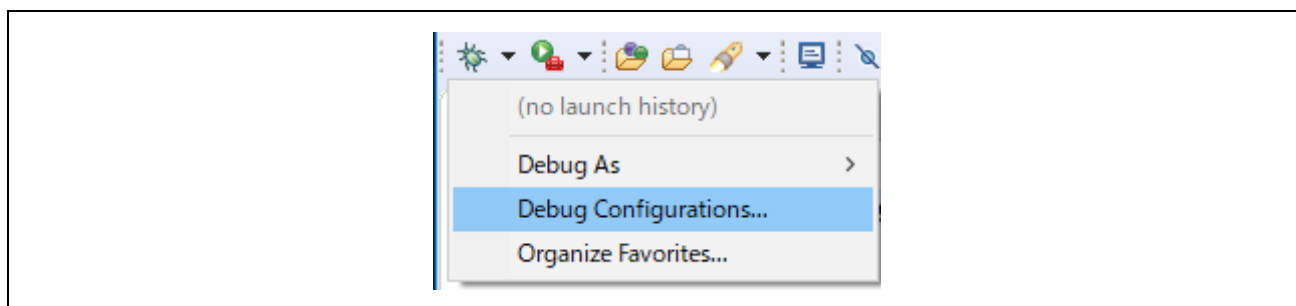 (no launch history)
Debug As
Debug Configurations...
Organize Favorites...